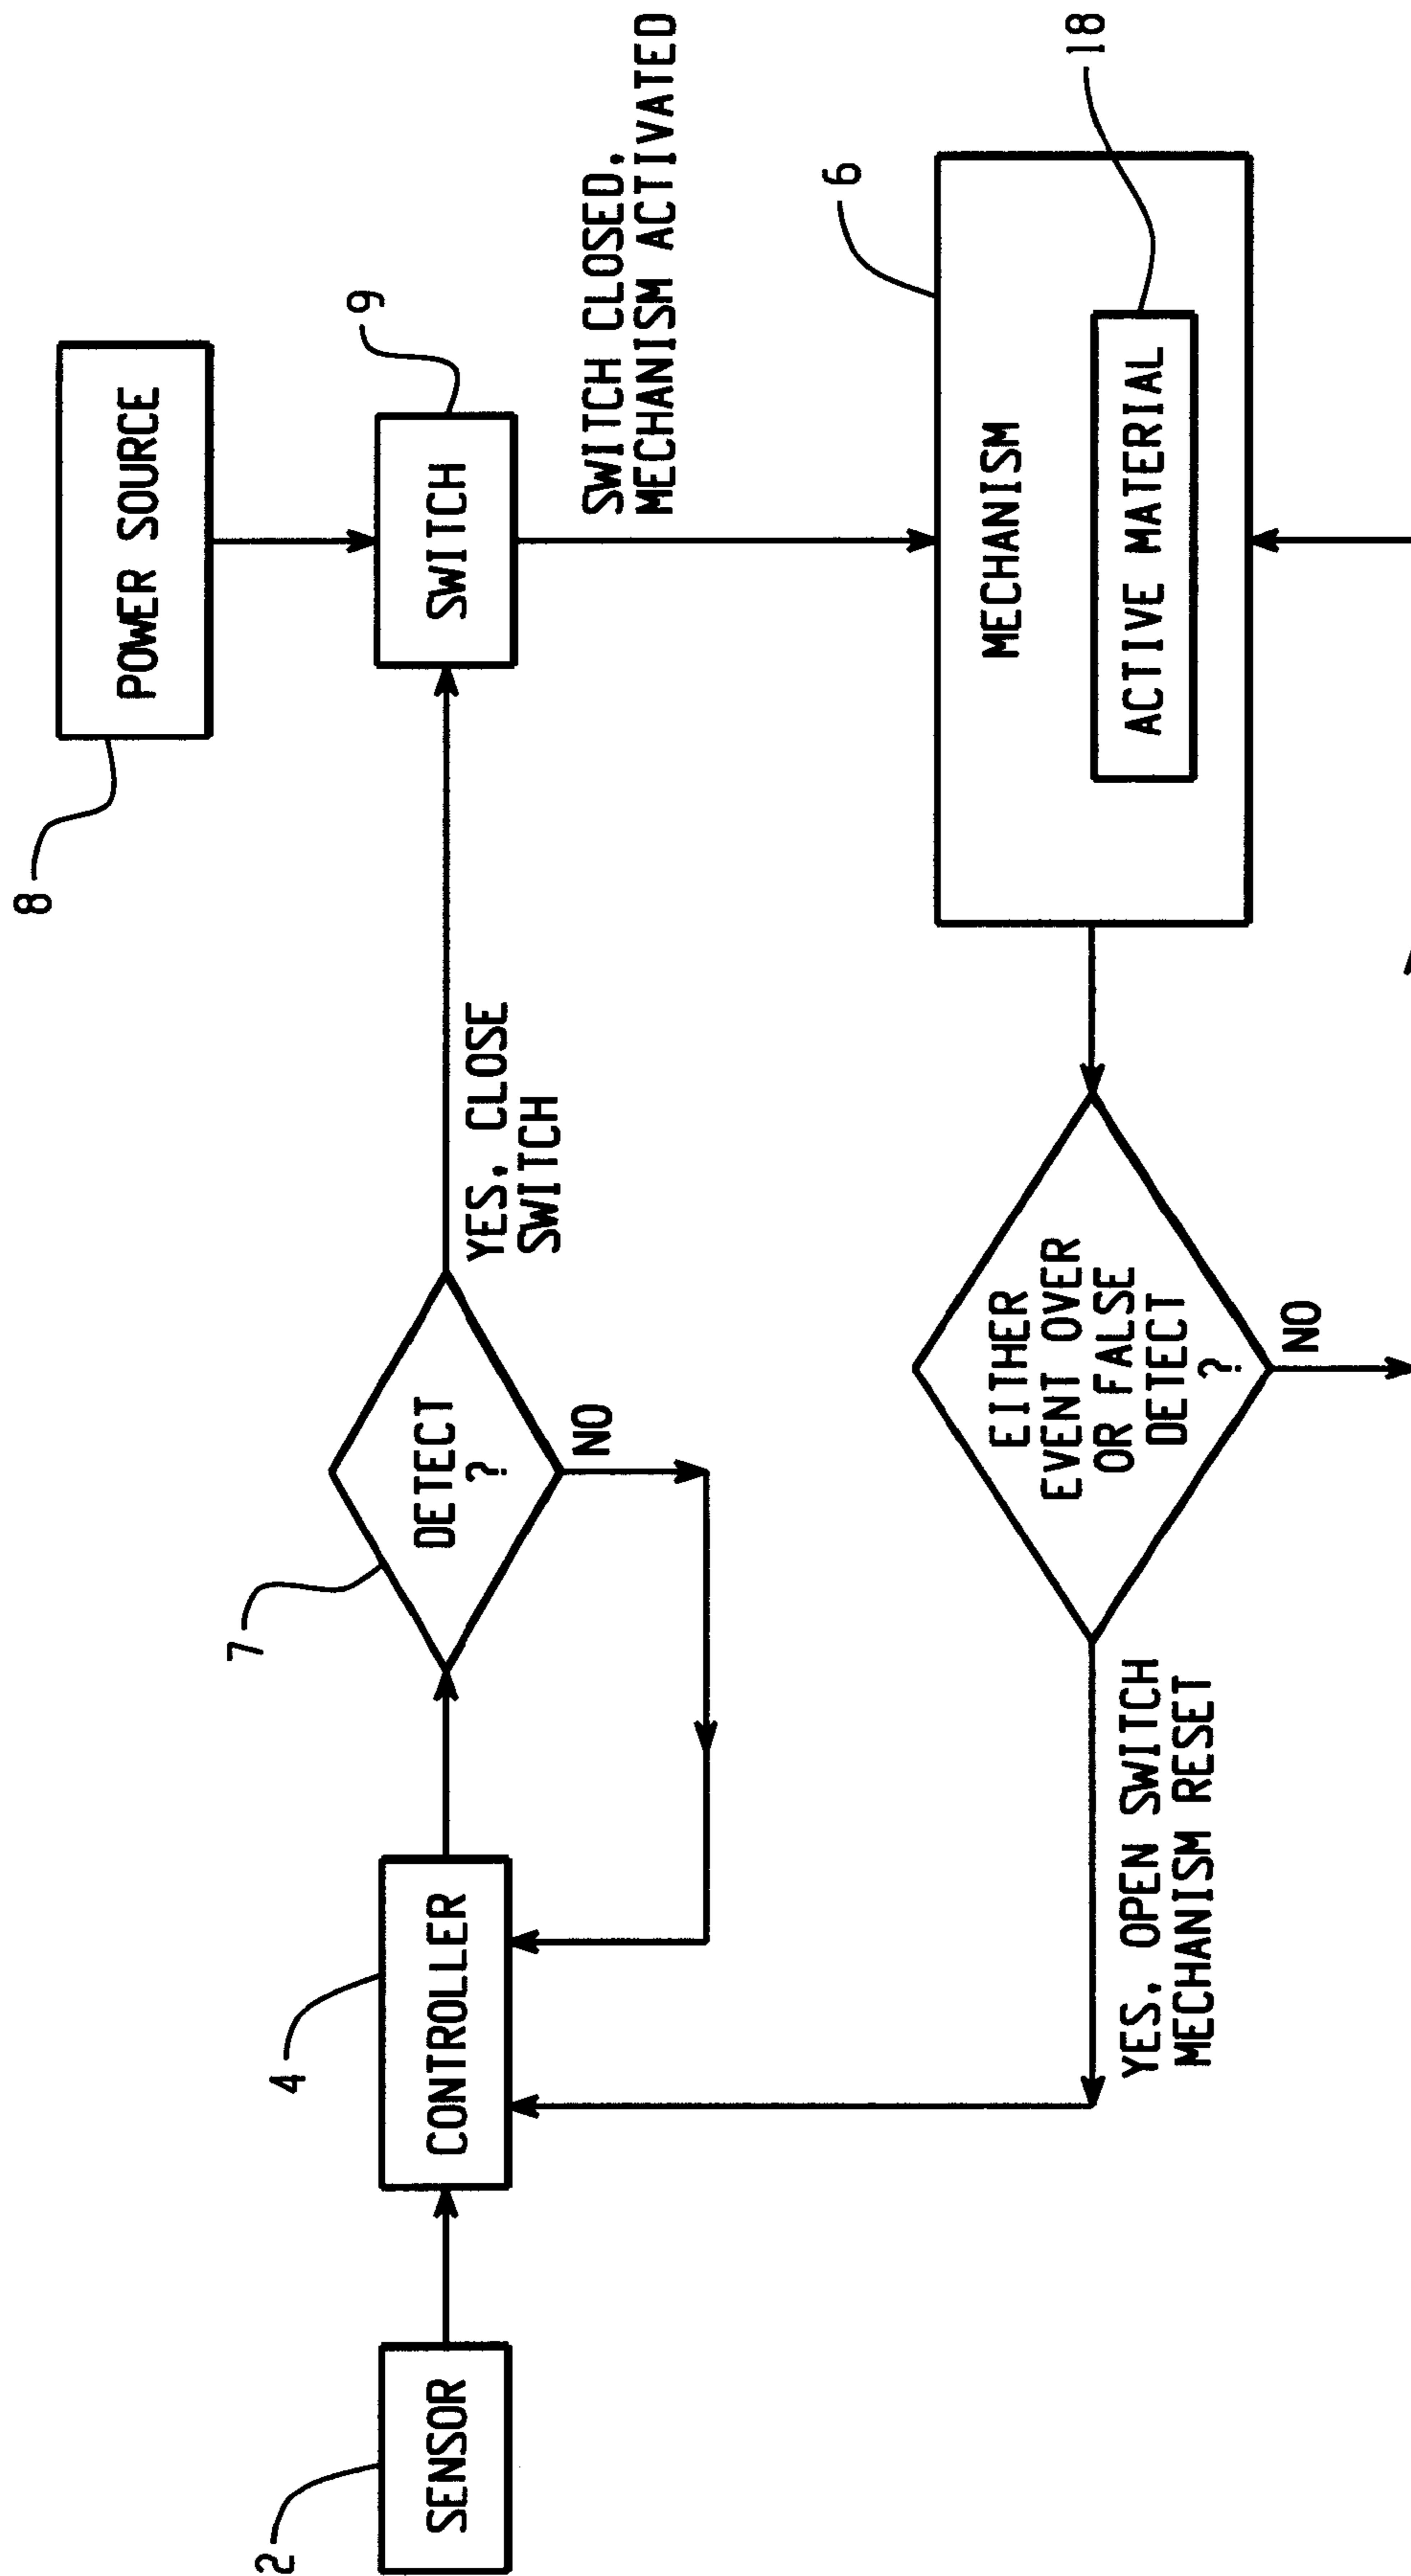 8
POWER SOURCE
9
SWITCH
7
DETECT
?
YES, CLOSE
SWITCH
NO
SWITCH CLOSED,
MECHANISM ACTIVATED
4
CONTROLLER
2
SENSOR
6
MECHANISM
ACTIVE MATERIAL
18
EITHER
EVENT OVER
OR FALSE
DETECT
?
NO
YES, OPEN SWITCH
MECHANISM RESET